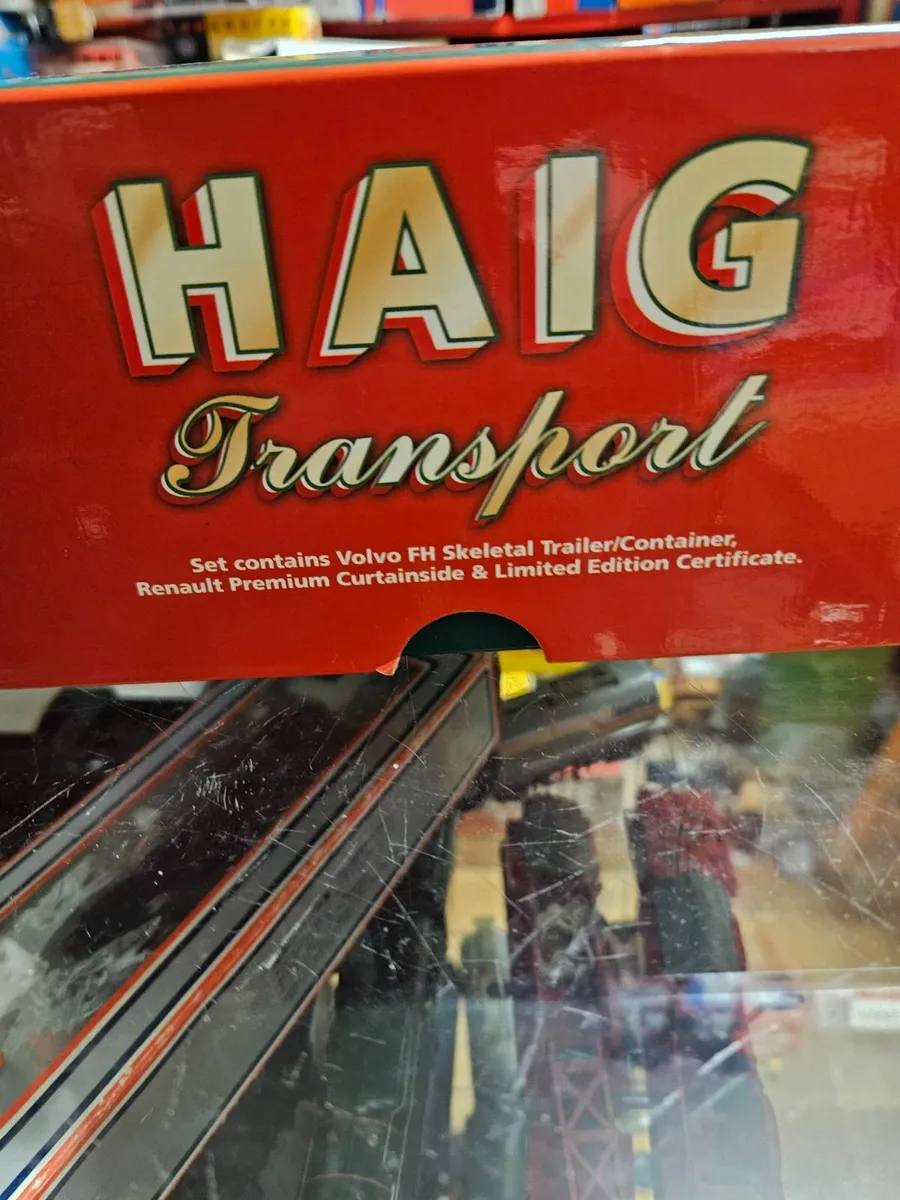 HAIG
Transport
Set contains Volvo FH Skeletal Trailer/Container,
Renault Premium Curtainside & Limited Edition Certificate.